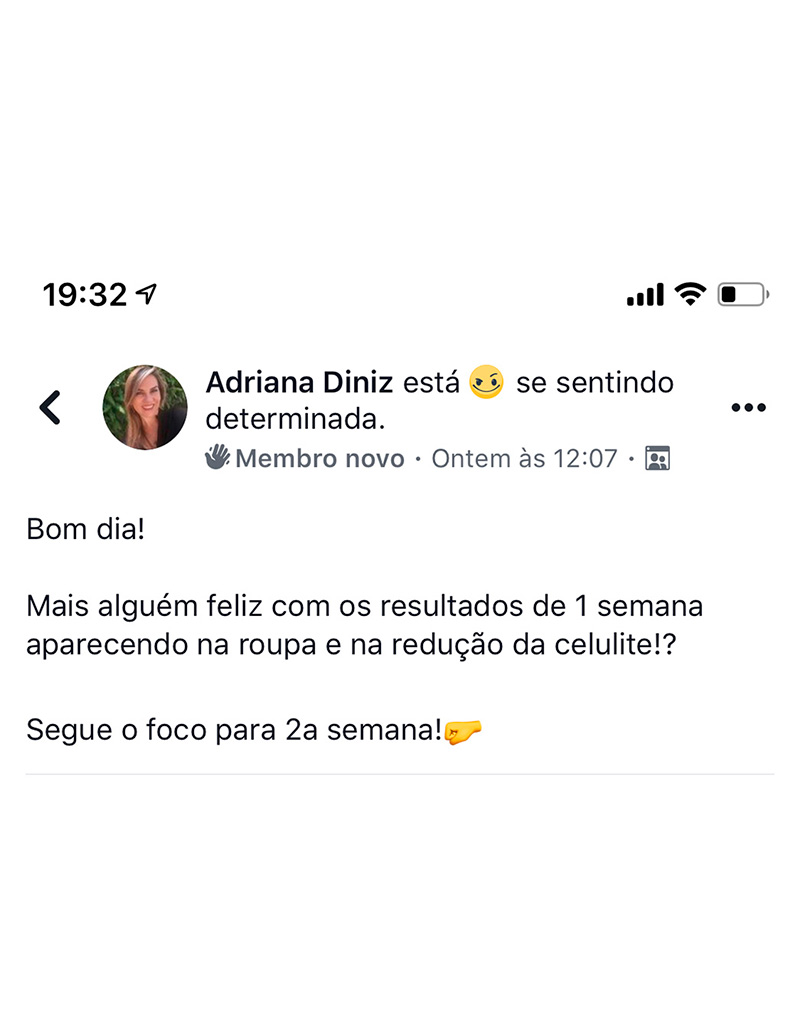 19:32
Adriana Diniz está 😈 se sentindo
determinada.
Membro novo · Ontem às 12:07 ·
Bom dia!
Mais alguém feliz com os resultados de 1 semana
aparecendo na roupa e na redução da celulite!?
Segue o foco para 2a semana!🤛